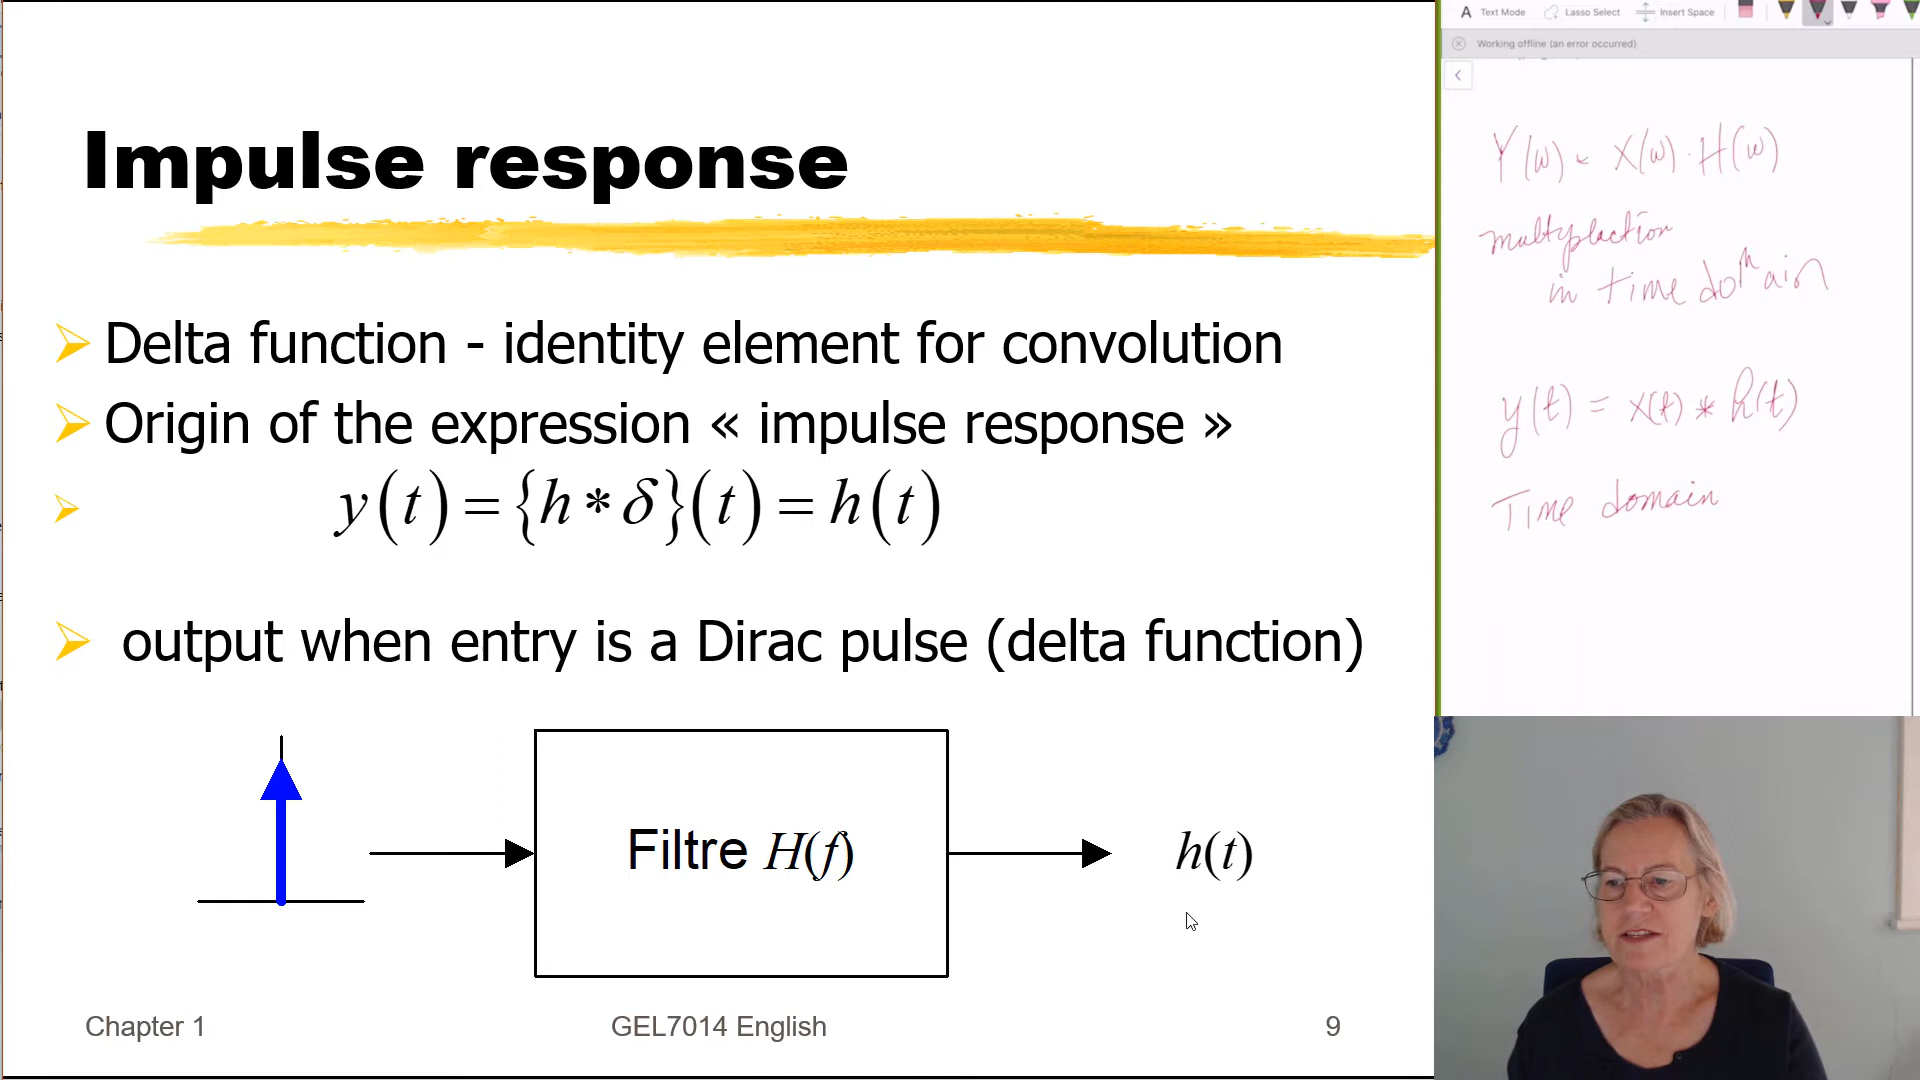 Impulse response
Delta function - identity element for convolution
Origin of the expression « impulse response »
y(t) = {h * δ}(t) = h(t)
output when entry is a Dirac pulse (delta function)
Filtre H(f)
h(t)
Chapter 1
GEL7014 English
9
A Text Mode Lasso Select Insert Space
Working offline (an error occurred)
Y(w) = X(w) · H(w)
multyplaction
in time domain
y(t) = x(t) * h(t)
Time domain